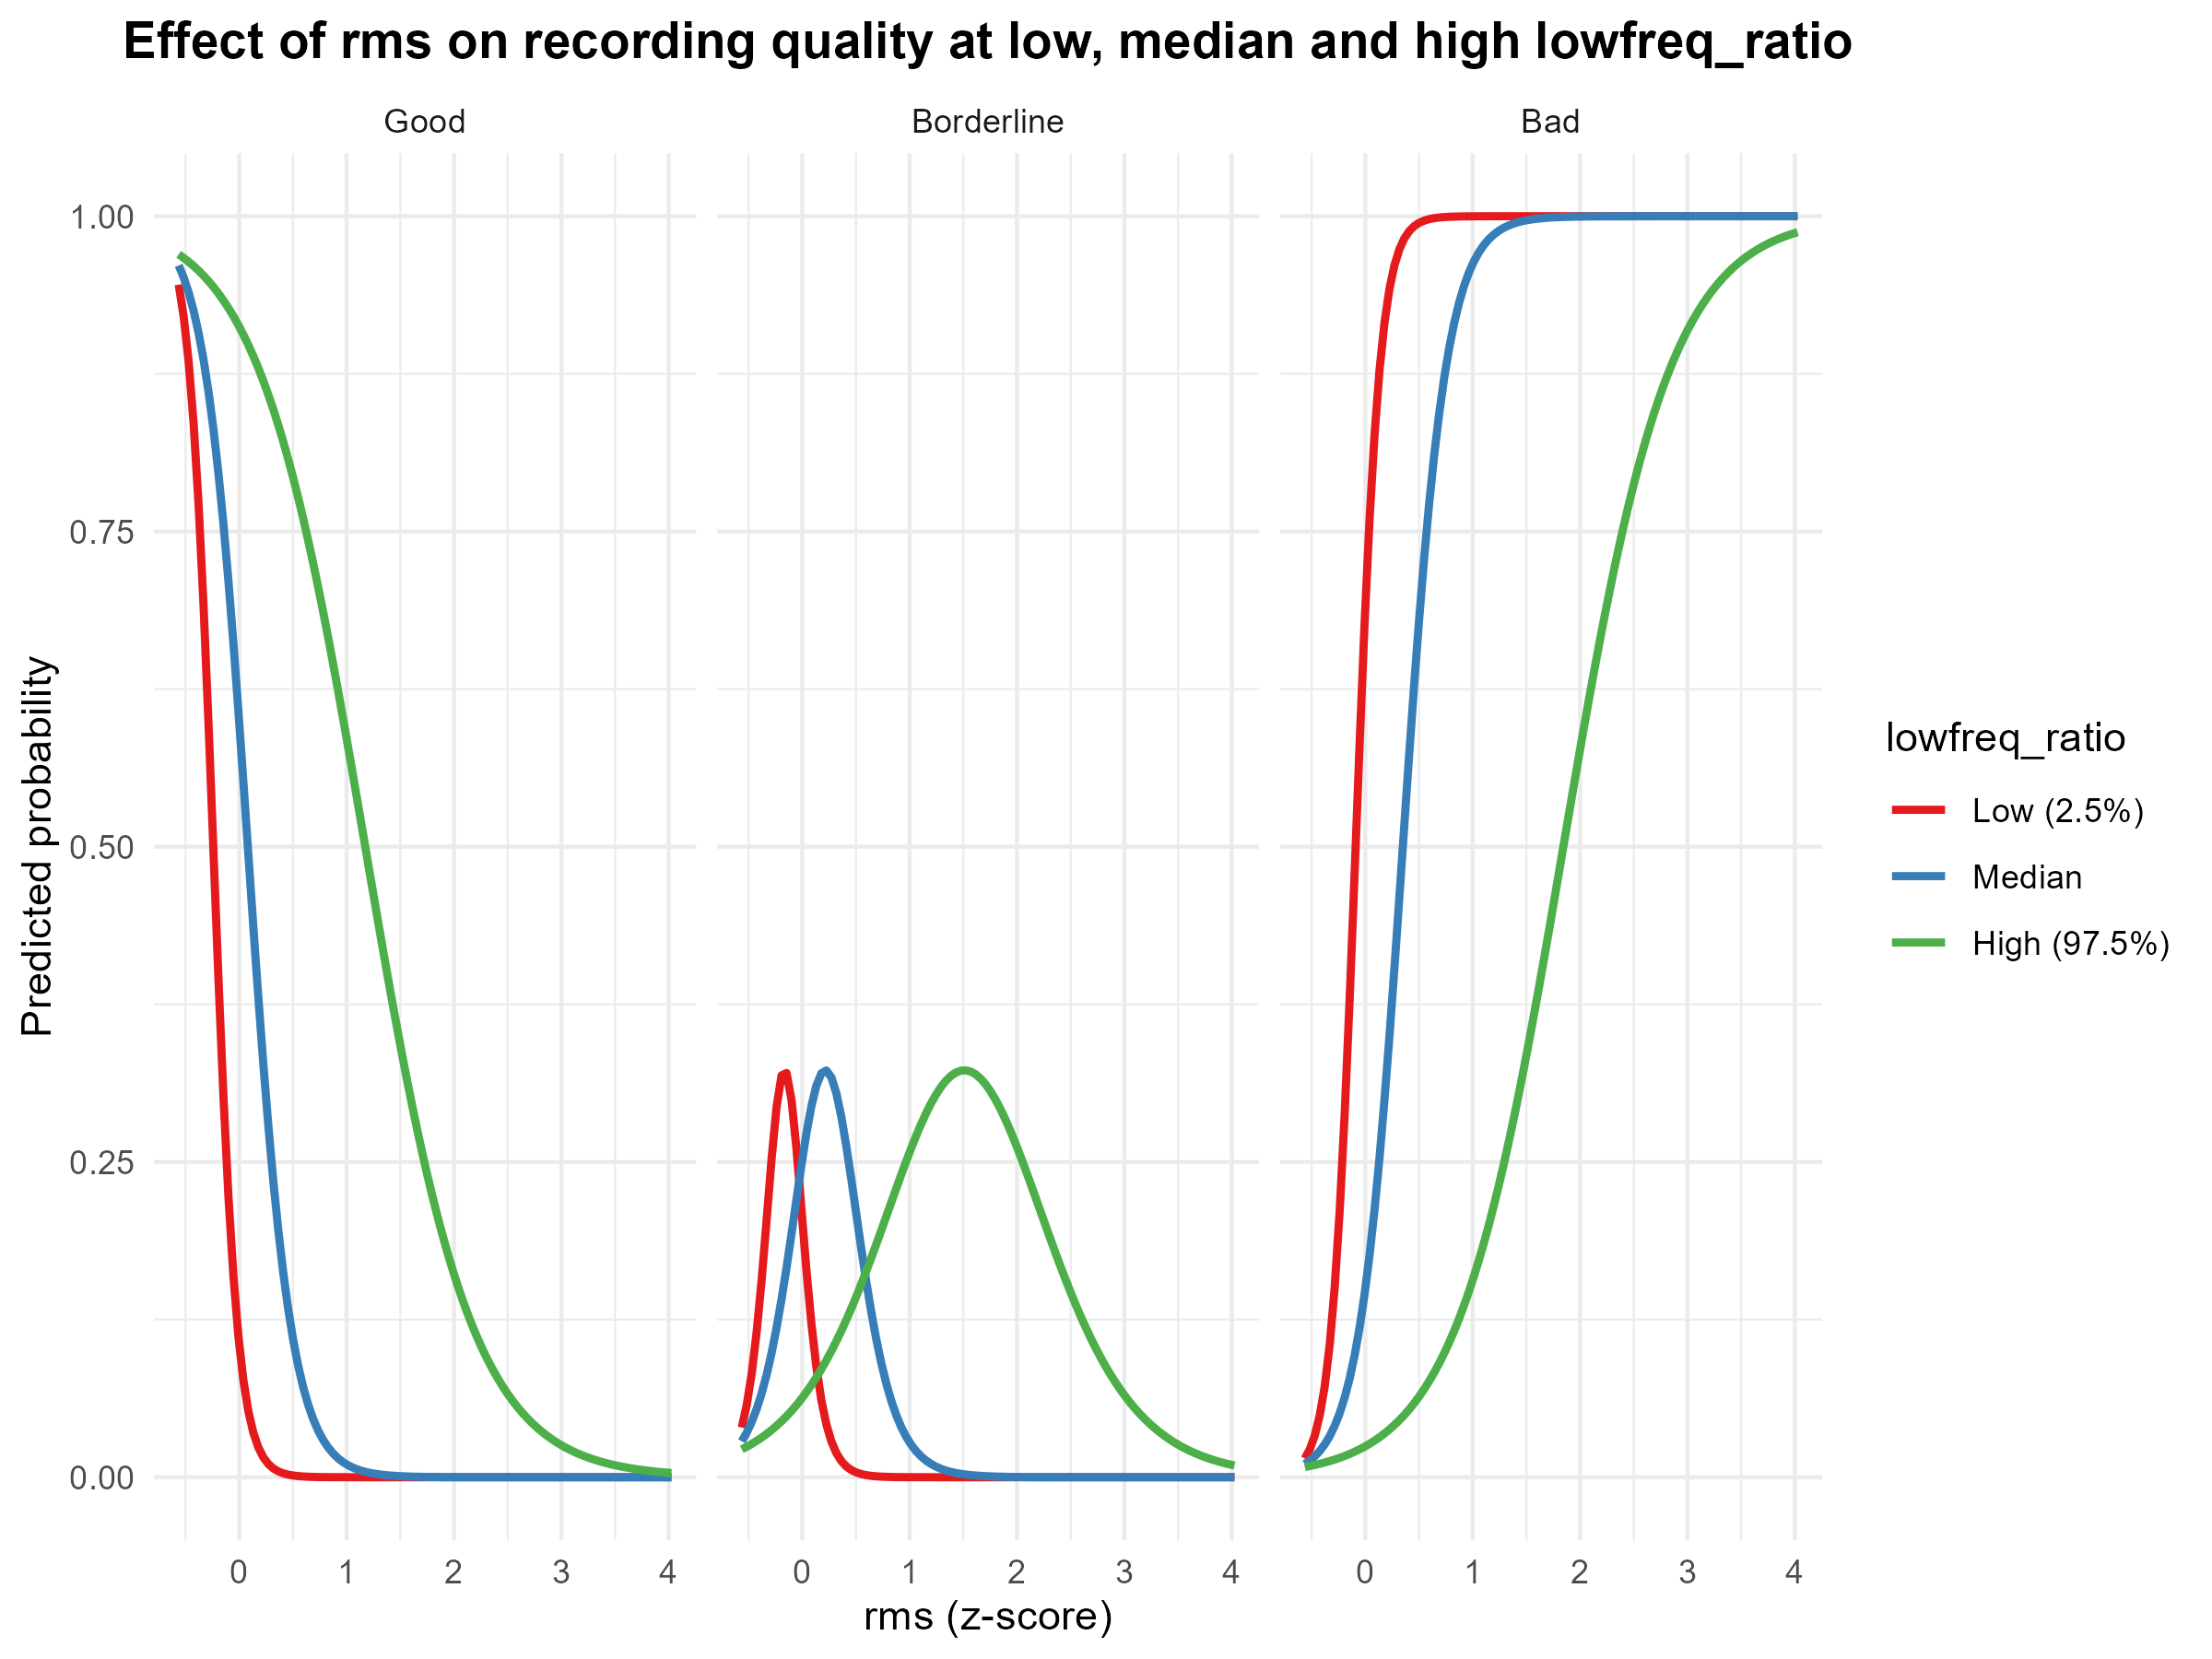 Effect of rms on recording quality at low, median and high lowfreq_ratio
Good Borderline Bad
Predicted probability
1.00
0.75
0.50
0.25
0.00
0 1 2 3 4 0 1 2 3 4 0 1 2 3 4
rms (z-score)
lowfreq_ratio
Low (2.5%)
Median
High (97.5%)